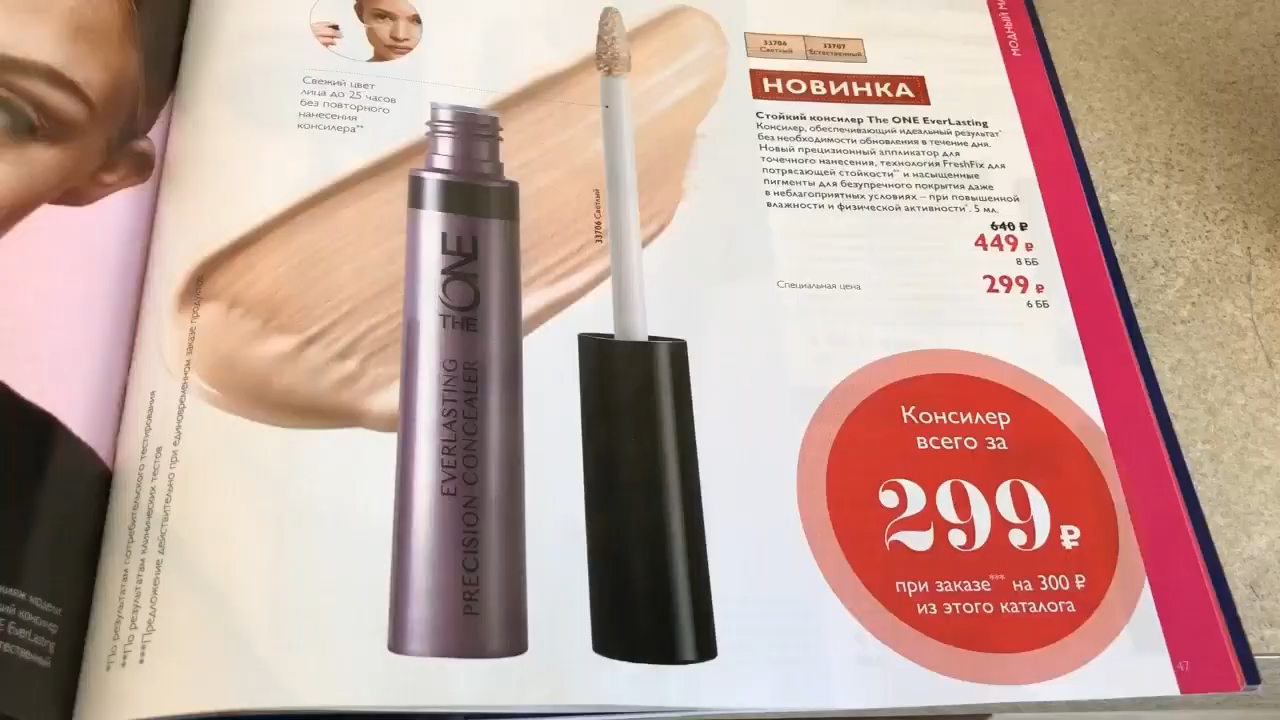 Свежий цвет
лица до 25 часов
без повторного
нанесения
консилера**
33706
Светлый
33707
Естественный
НОВИНКА
МОДНЫЙ
Стойкий консилер The ONE EverLasting
Консилер, обеспечивающий идеальный результат*
без необходимости обновления в течение дня.
Новый прецизионный аппликатор для
точечного нанесения, технология FreshFix для
потрясающей стойкости** и насыщенные
пигменты для безупречного покрытия даже
в неблагоприятных условиях – при повышенной
влажности и физической активности*. 5 мл.
640 ₽
449 ₽
8 ББ
Специальная цена
299 ₽
6 ББ
33706 Светлый
THE ONE
EVERLASTING
PRECISION CONCEALER
Консилер
всего за
299 ₽
при заказе*** на 300 ₽
из этого каталога
*По результатам потребительского тестирования
**По результатам клинических тестов
***Предложение действительно при единовременном заказе продуктов
консилер
EverLasting
47